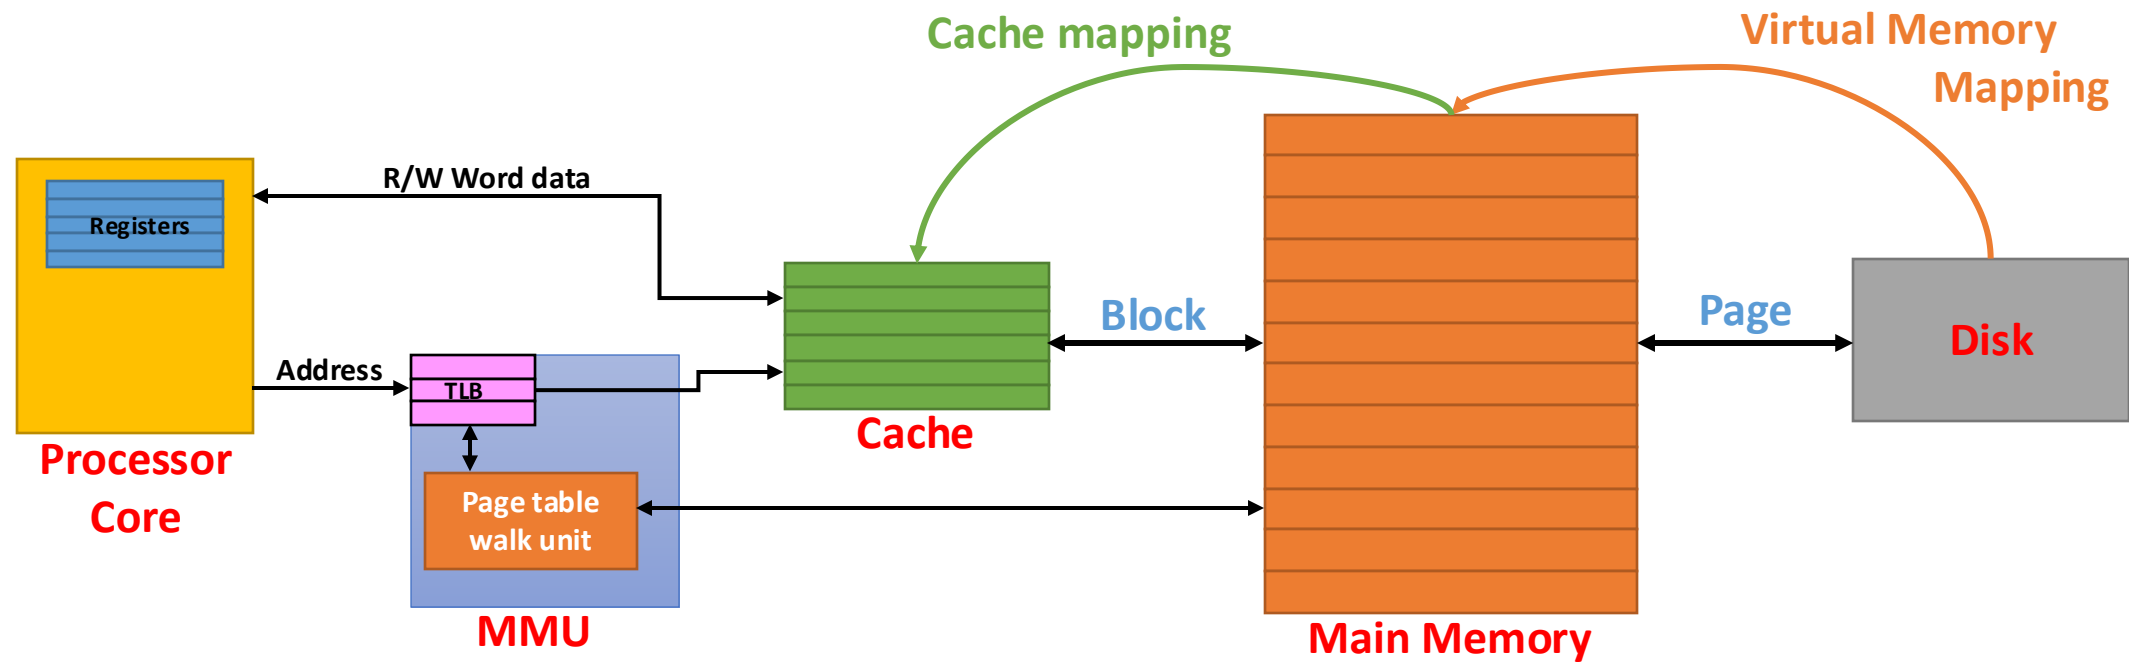 Cache mapping
Virtual Memory
Mapping
R/W Word data
Registers
Block
Page
Disk
Address
TLB
Cache
Processor
Core
Page table
walk unit
MMU
Main Memory